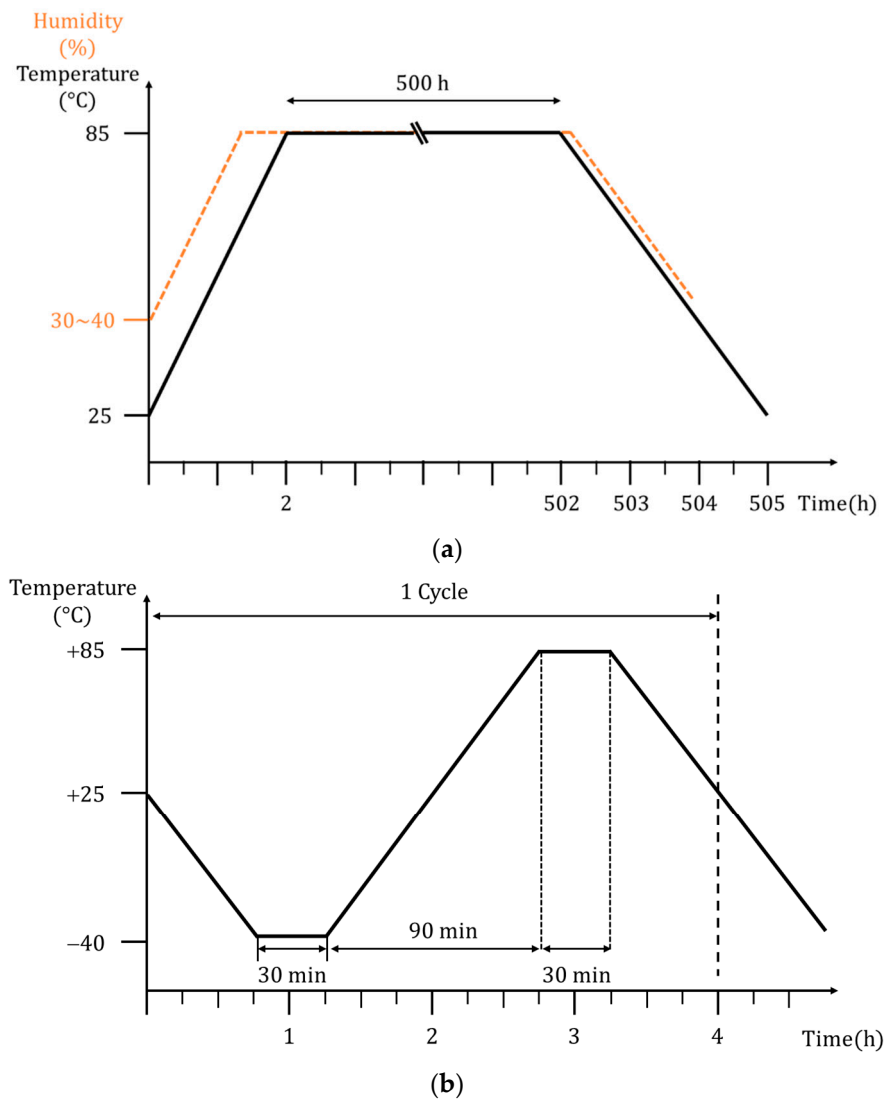 Humidity
(%)
Temperature
(°C)
500 h
85
30~40
25
2
502
503
504
505
Time(h)
(a)
Temperature
(°C)
1 Cycle
+85
+25
90 min
−40
30 min
30 min
1
2
3
4
Time(h)
(b)